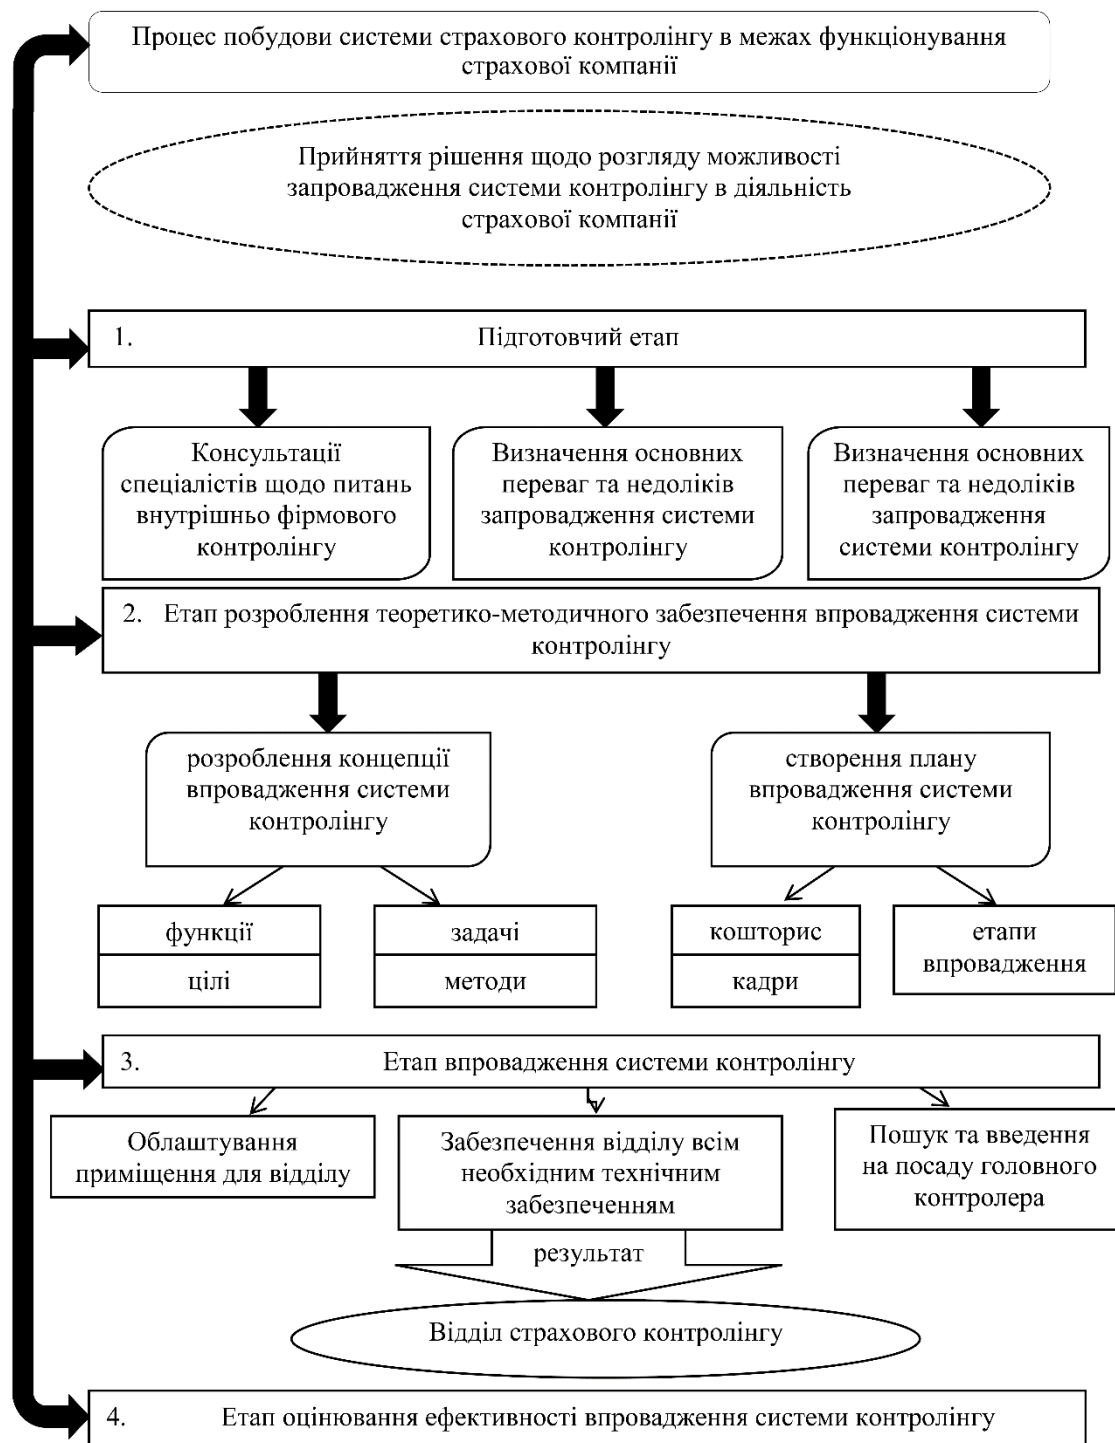 Процес побудови системи страхового контролінгу в межах функціонування
страхової компанії
Прийняття рішення щодо розгляду можливості
запровадження системи контролінгу в діяльність
страхової компанії
1. Підготовчий етап
Консультації
спеціалістів щодо питань
внутрішньо фірмового
контролінгу
Визначення основних
переваг та недоліків
запровадження системи
контролінгу
Визначення основних
переваг та недоліків
запровадження
системи контролінгу
2. Етап розроблення теоретико-методичного забезпечення впровадження системи
контролінгу
розроблення концепції
впровадження системи
контролінгу
створення плану
впровадження системи
контролінгу
функції
цілі
задачі
методи
кошторис
кадри
етапи
впровадження
3. Етап впровадження системи контролінгу
Облаштування
приміщення для відділу
Забезпечення відділу всім
необхідним технічним
забезпеченням
Пошук та введення
на посаду головного
контролера
результат
Відділ страхового контролінгу
4. Етап оцінювання ефективності впровадження системи контролінгу